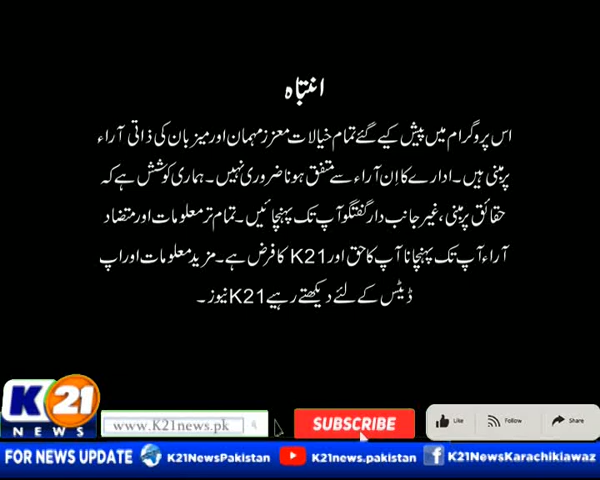 انتباہ
اس پروگرام میں پیش کیے گئے تمام خیالات معزز مہمان اور میزبان کی ذاتی آراء
پر مبنی ہیں۔ ادارے کا اِن آراء سے متفق ہونا ضروری نہیں۔ ہماری کوشش ہے کہ
حقائق پر مبنی، غیر جانب دار گفتگو آپ تک پہنچائیں۔ تمام تر معلومات اور متضاد
آراء آپ تک پہنچانا آپ کا حق اور K21 کا فرض ہے۔ مزید معلومات اور اپ
ڈیٹس کے لئے دیکھتے رہیے K21 نیوز۔
K21
NEWS
www.K21news.pk
SUBSCRIBE
Like
Follow
Share
FOR NEWS UPDATE K21NewsPakistan K21news.pakistan K21NewsKarachikiawaz